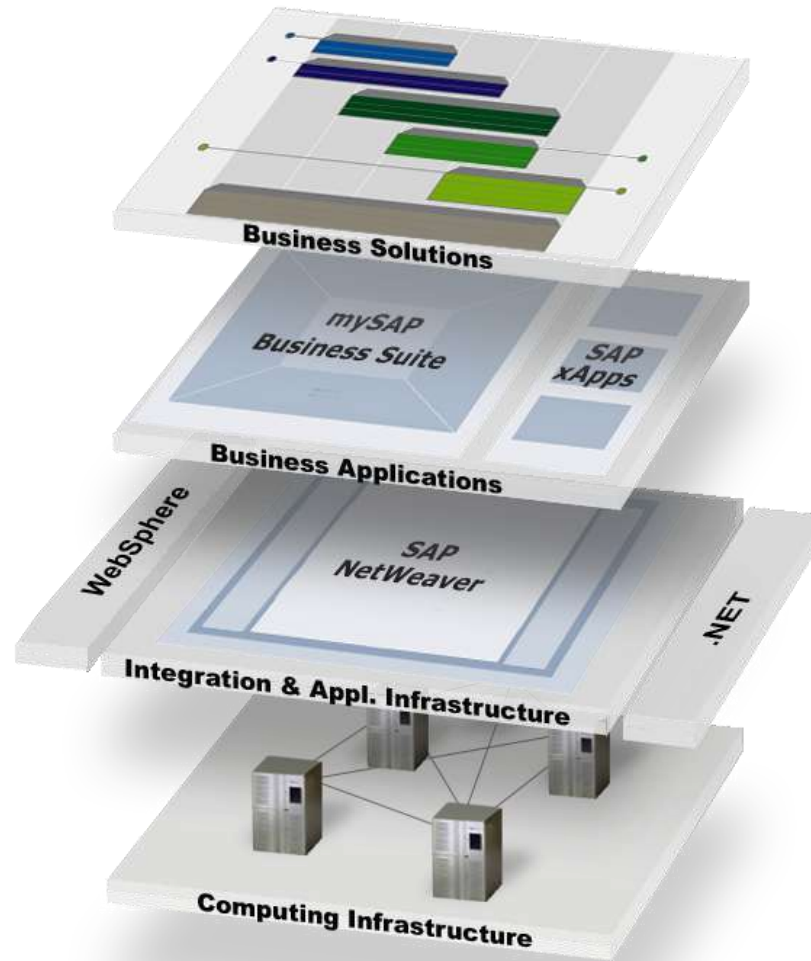 Business Solutions
mySAP
Business Suite
SAP
xApps
Business Applications
WebSphere
SAP
NetWeaver
.NET
Integration & Appl. Infrastructure
Computing Infrastructure